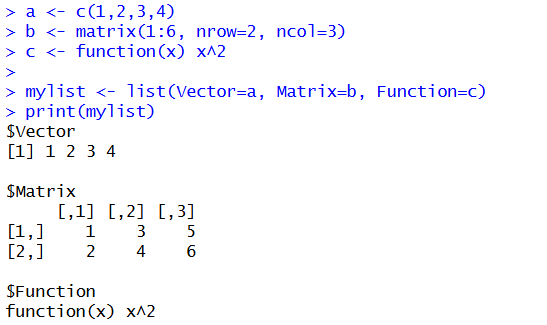 > a <- c(1,2,3,4)
> b <- matrix(1:6, nrow=2, ncol=3)
> c <- function(x) x^2
>
> mylist <- list(Vector=a, Matrix=b, Function=c)
> print(mylist)
$Vector
[1] 1 2 3 4

$Matrix
     [,1] [,2] [,3]
[1,]    1    3    5
[2,]    2    4    6

$Function
function(x) x^2